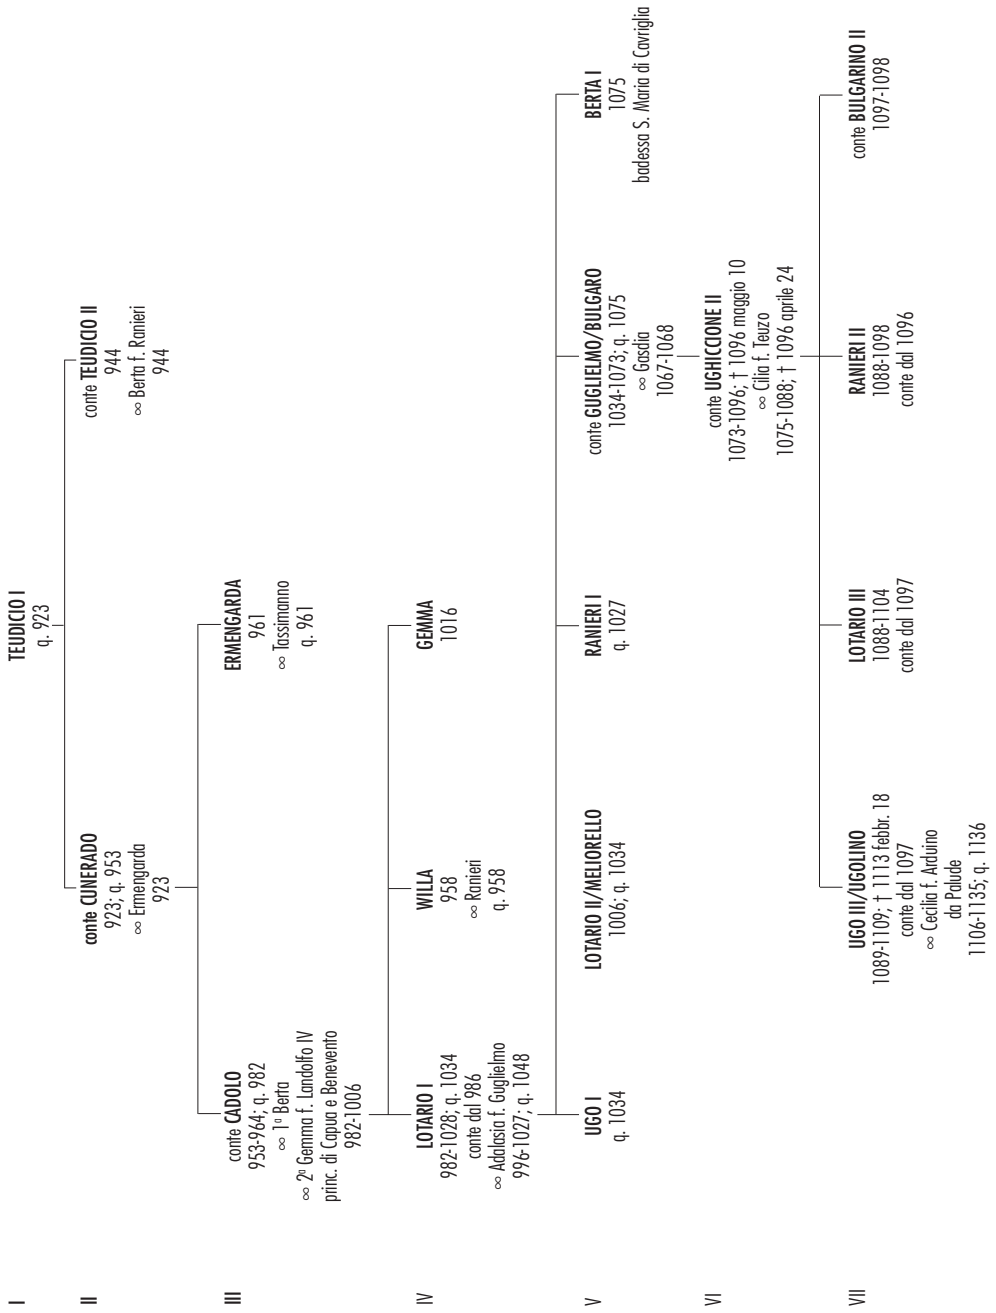 I
TEUDICIO I
q. 923
II
conte CUNERADO
923; q. 953
∞ Ermengarda
923
conte TEUDICIO II
944
∞ Berta f. Ranieri
944
III
conte CADOLO
953-964; q. 982
∞ 1ª Berta
∞ 2ª Gemma f. Landolfo IV
princ. di Capua e Benevento
982-1006
ERMENGARDA
961
∞ Tassimanno
q. 961
IV
LOTARIO I
982-1028; q. 1034
conte dal 986
∞ Adalasia f. Guglielmo
996-1027; q. 1048
WILLA
958
∞ Ranieri
q. 958
GEMMA
1016
V
UGO I
q. 1034
LOTARIO II/MELIORELLO
1006; q. 1034
RANIERI I
q. 1027
conte GUGLIELMO/BULGARO
1034-1073; q. 1075
∞ Gasdia
1067-1068
BERTA I
1075
badessa S. Maria di Cavriglia
VI
conte UGHICCIONE II
1073-1096; † 1096 maggio 10
∞ Cilia f. Teuzo
1075-1088; † 1096 aprile 24
VII
UGO III/UGOLINO
1089-1109; † 1113 febbr. 18
conte dal 1097
∞ Cecilia f. Arduino
da Palude
1106-1135; q. 1136
LOTARIO III
1088-1104
conte dal 1097
RANIERI II
1088-1098
conte dal 1096
conte BULGARINO II
1097-1098